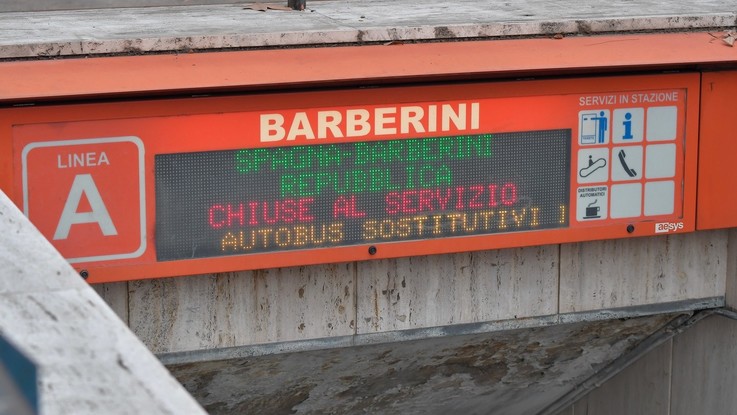 SERVIZI IN STAZIONE
BARBERINI
LINEA
A
SPAGNA-BARBERINI
REPUBBLICA
CHIUSE AL SERVIZIO
AUTOBUS SOSTITUTIVI
i
DISTRIBUTORI
AUTOMATICI
aesys